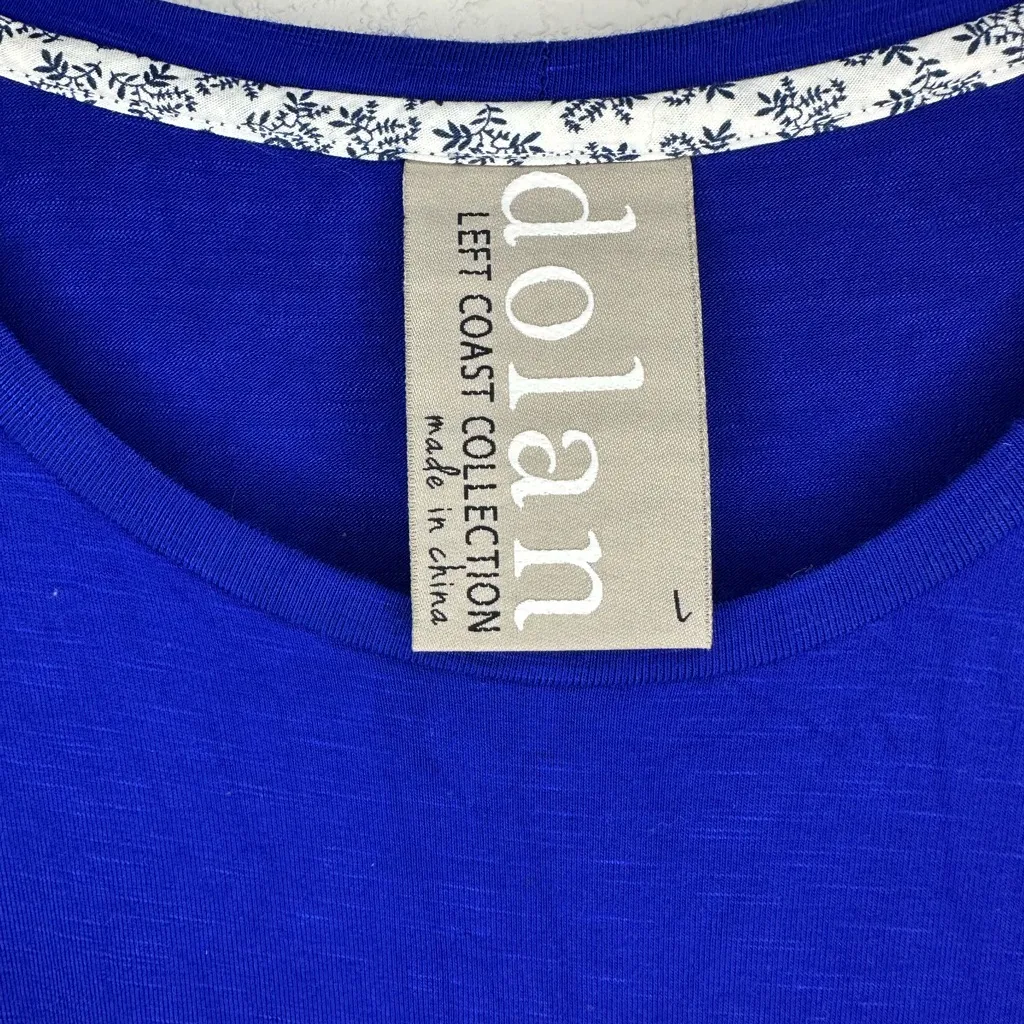 dolan
LEFT COAST COLLECTION
made in china
L